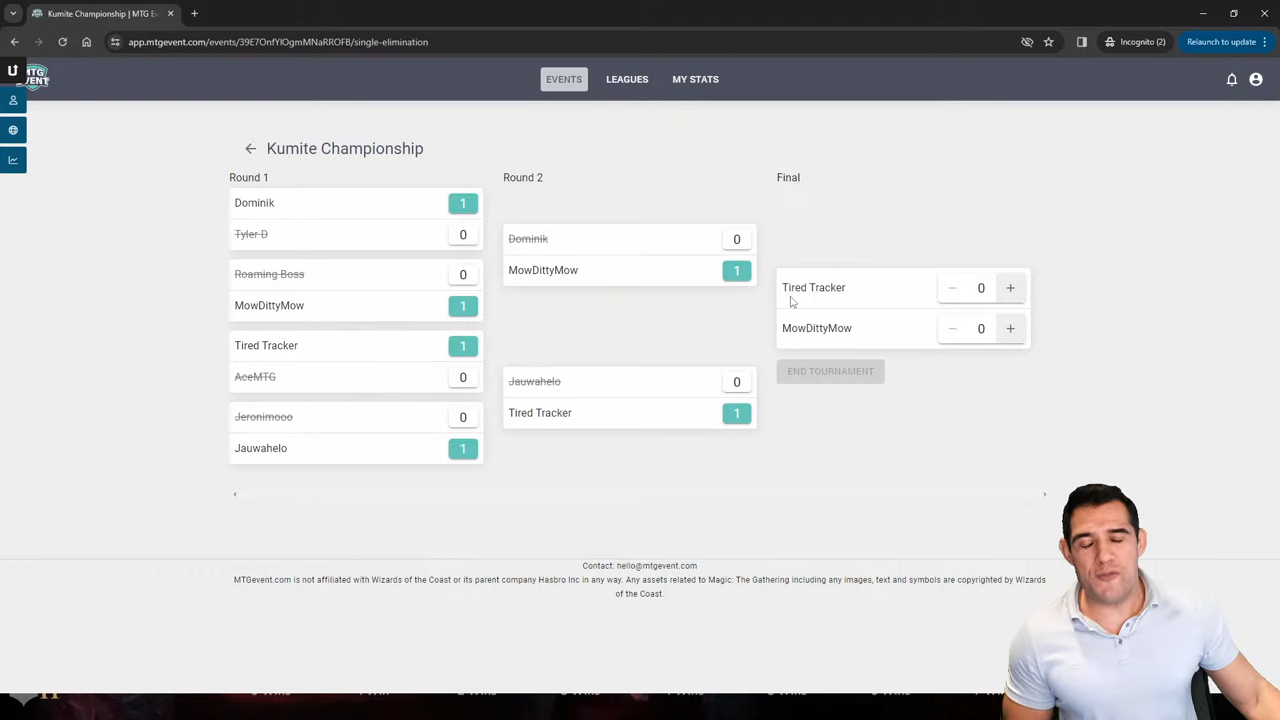 Kumite Championship | MTG Ev
app.mtgevent.com/events/39E7OnfYlOgmMNaRROFB/single-elimination
Incognito (2)
Relaunch to update
MTG
EVENT
EVENTS
LEAGUES
MY STATS
Kumite Championship
Round 1
Round 2
Final
Dominik 1
Tyler D 0
Roaming Boss 0
MowDittyMow 1
Tired Tracker 1
AceMTG 0
Jeronimooo 0
Jauwahelo 1
Dominik 0
MowDittyMow 1
Jauwahelo 0
Tired Tracker 1
Tired Tracker − 0 +
MowDittyMow − 0 +
END TOURNAMENT
Contact: hello@mtgevent.com
MTGevent.com is not affiliated with Wizards of the Coast or its parent company Hasbro Inc in any way. Any assets related to Magic: The Gathering including any images, text and symbols are copyrighted by Wizards
of the Coast.